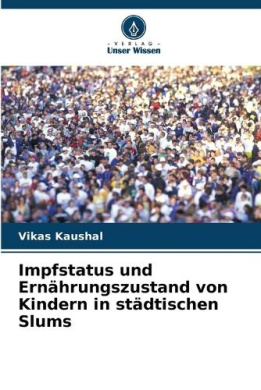 VERLAG
Unser Wissen
Vikas Kaushal
Impfstatus und
Ernährungszustand von
Kindern in städtischen
Slums